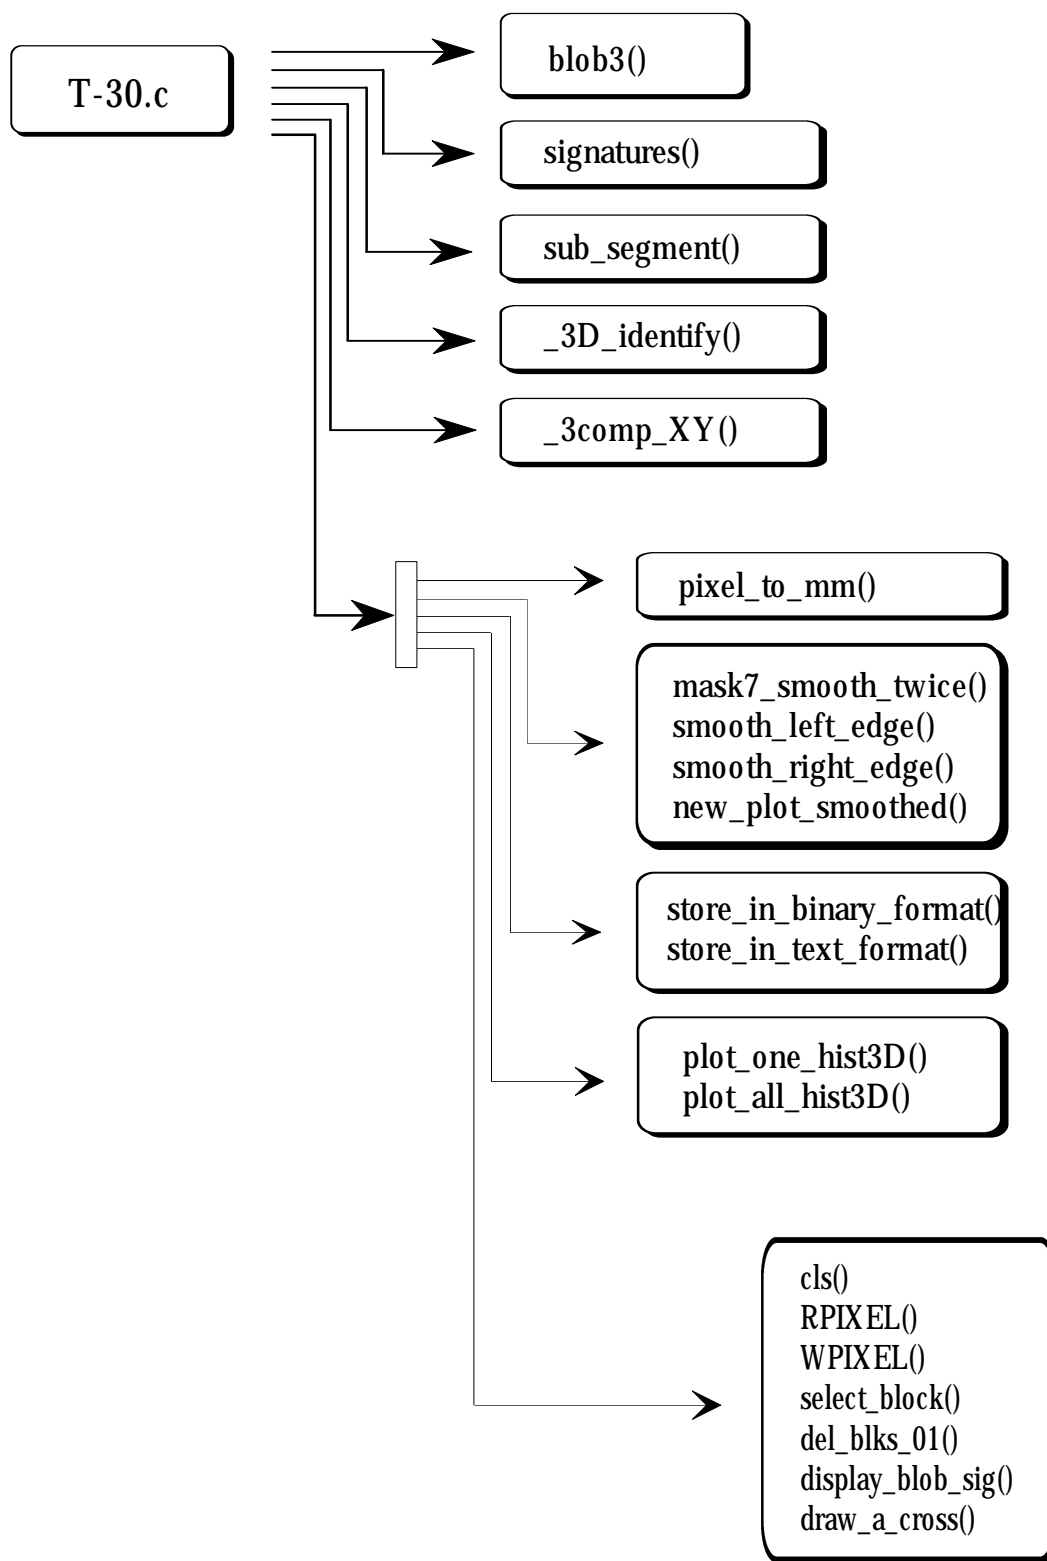 T-30.c
blob3()
signatures()
sub_segment()
_3D_identify()
_3comp_XY()
pixel_to_mm()
mask7_smooth_twice()
smooth_left_edge()
smooth_right_edge()
new_plot_smoothed()
store_in_binary_format()
store_in_text_format()
plot_one_hist3D()
plot_all_hist3D()
cls()
RPIXEL()
WPIXEL()
select_block()
del_blks_01()
display_blob_sig()
draw_a_cross()